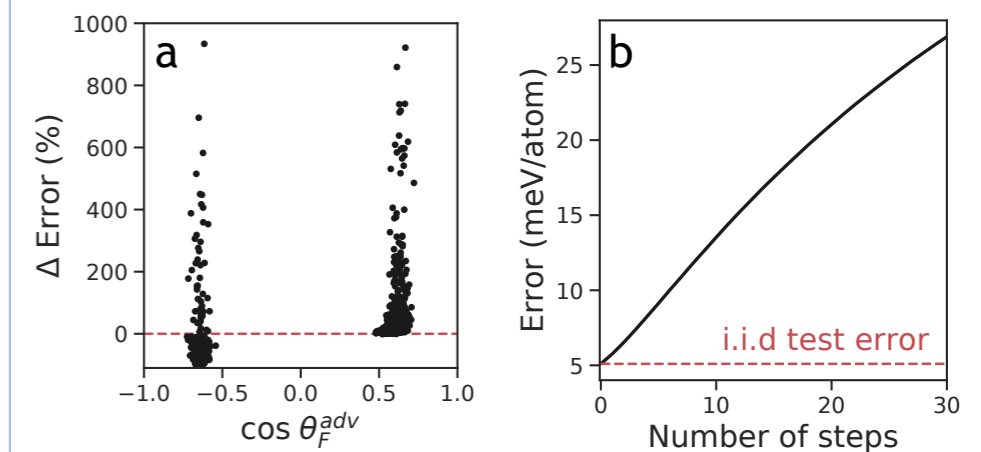 a
1000
800
600
400
200
0
Δ Error (%)
−1.0
−0.5
0.0
0.5
1.0
cos θ_F^{adv}
b
25
20
15
10
5
Error (meV/atom)
i.i.d test error
0
10
20
30
Number of steps